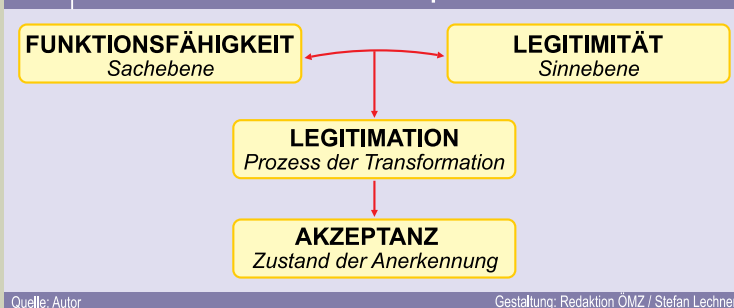 FUNKTIONSFÄHIGKEIT
Sachebene
LEGITIMITÄT
Sinnebene
LEGITIMATION
Prozess der Transformation
AKZEPTANZ
Zustand der Anerkennung
Quelle: Autor
Gestaltung: Redaktion ÖMZ / Stefan Lechner